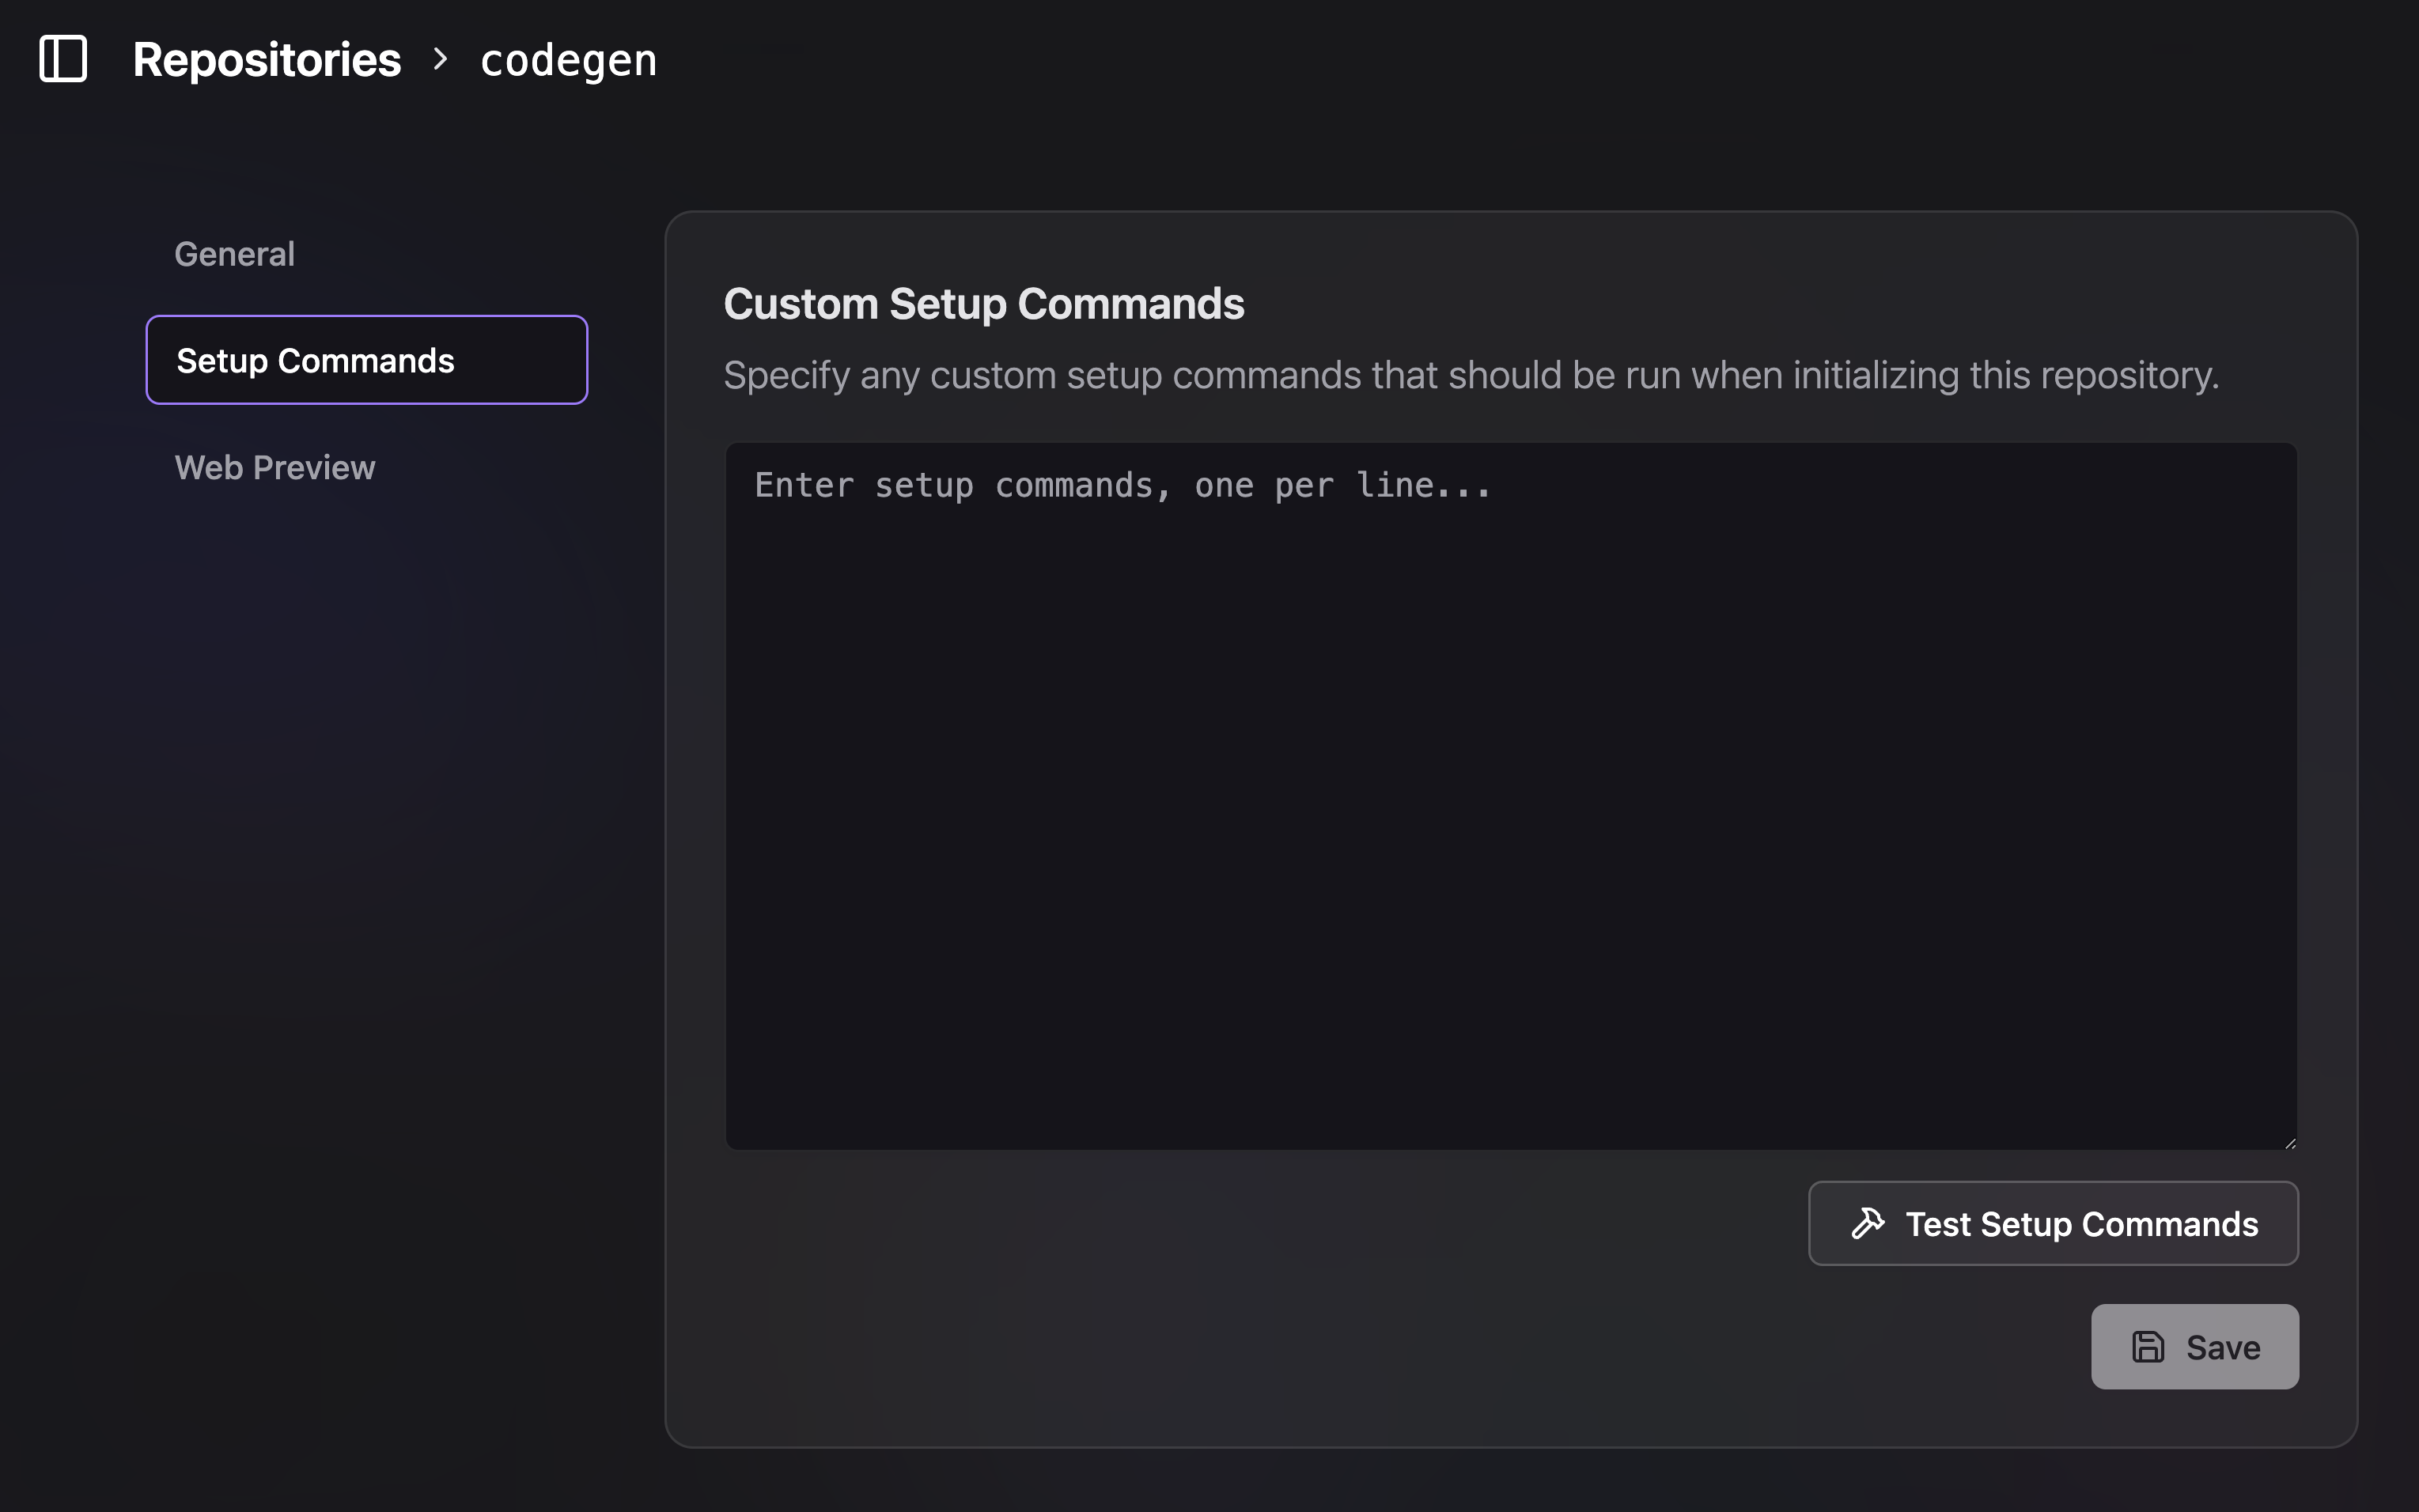 Repositories > codegen
General
Setup Commands
Web Preview
Custom Setup Commands
Specify any custom setup commands that should be run when initializing this repository.
Enter setup commands, one per line...
Test Setup Commands
Save